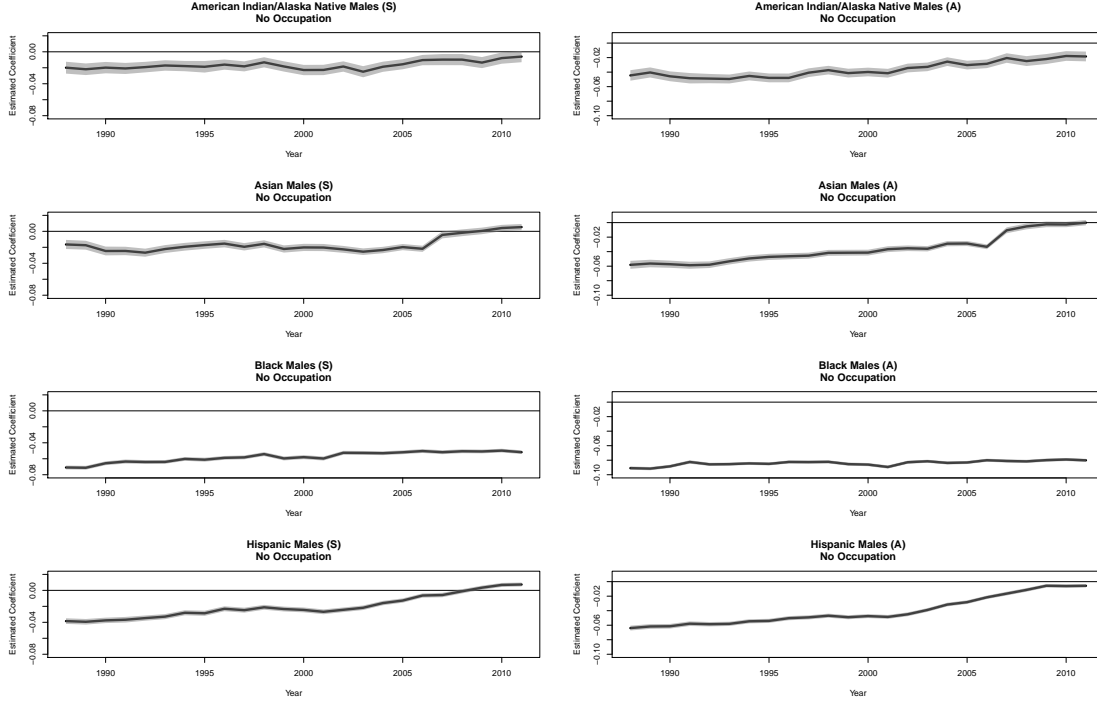 American Indian/Alaska Native Males (S)
No Occupation
Estimated Coefficient
0.00
−0.04
−0.08
1990
1995
2000
2005
2010
Year
American Indian/Alaska Native Males (A)
No Occupation
Estimated Coefficient
−0.02
−0.06
−0.10
1990
1995
2000
2005
2010
Year
Asian Males (S)
No Occupation
Estimated Coefficient
0.00
−0.04
−0.08
1990
1995
2000
2005
2010
Year
Asian Males (A)
No Occupation
Estimated Coefficient
−0.02
−0.06
−0.10
1990
1995
2000
2005
2010
Year
Black Males (S)
No Occupation
Estimated Coefficient
0.00
−0.04
−0.08
1990
1995
2000
2005
2010
Year
Black Males (A)
No Occupation
Estimated Coefficient
−0.02
−0.06
−0.10
1990
1995
2000
2005
2010
Year
Hispanic Males (S)
No Occupation
Estimated Coefficient
0.00
−0.04
−0.08
1990
1995
2000
2005
2010
Year
Hispanic Males (A)
No Occupation
Estimated Coefficient
−0.02
−0.06
−0.10
1990
1995
2000
2005
2010
Year